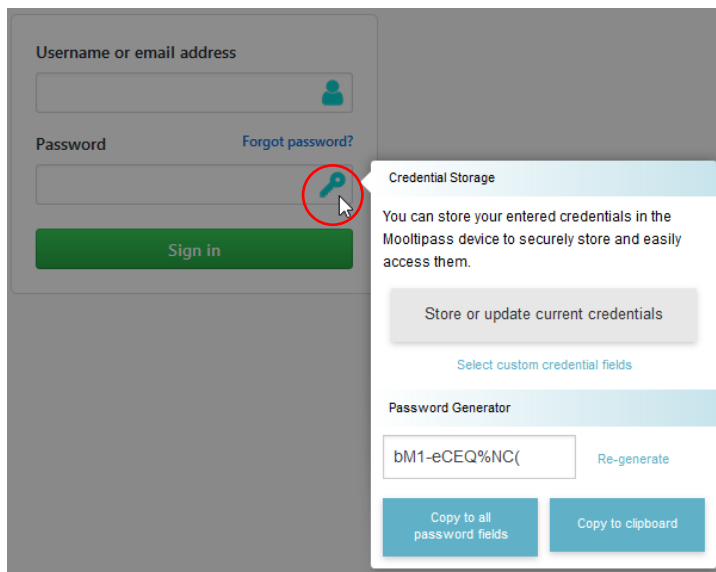 Username or email address
Password
Forgot password?
Sign in
Credential Storage
You can store your entered credentials in the
Mooltipass device to securely store and easily
access them.
Store or update current credentials
Select custom credential fields
Password Generator
bM1-eCEQ%NC(
Re-generate
Copy to all
password fields
Copy to clipboard